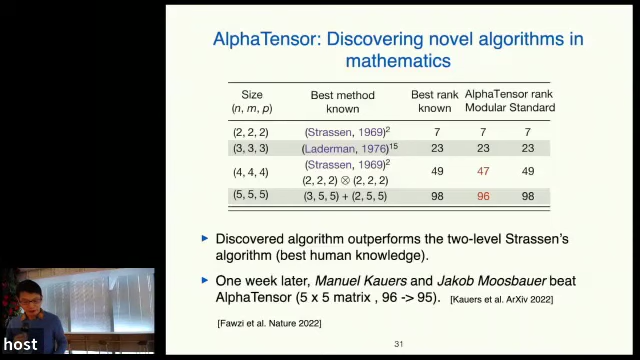 AlphaTensor: Discovering novel algorithms in
mathematics
Size Best method Best rank AlphaTensor rank
(n, m, p) known known Modular Standard
(2, 2, 2) (Strassen, 1969)² 7 7 7
(3, 3, 3) (Laderman, 1976)¹⁵ 23 23 23
(4, 4, 4) (Strassen, 1969)² 49 47 49
(2, 2, 2) ⊗ (2, 2, 2)
(5, 5, 5) (3, 5, 5) + (2, 5, 5) 98 96 98
Discovered algorithm outperforms the two-level Strassen's
algorithm (best human knowledge).
One week later, Manuel Kauers and Jakob Moosbauer beat
AlphaTensor (5 x 5 matrix , 96 -> 95). [Kauers et al. ArXiv 2022]
[Fawzi et al. Nature 2022]
31
host